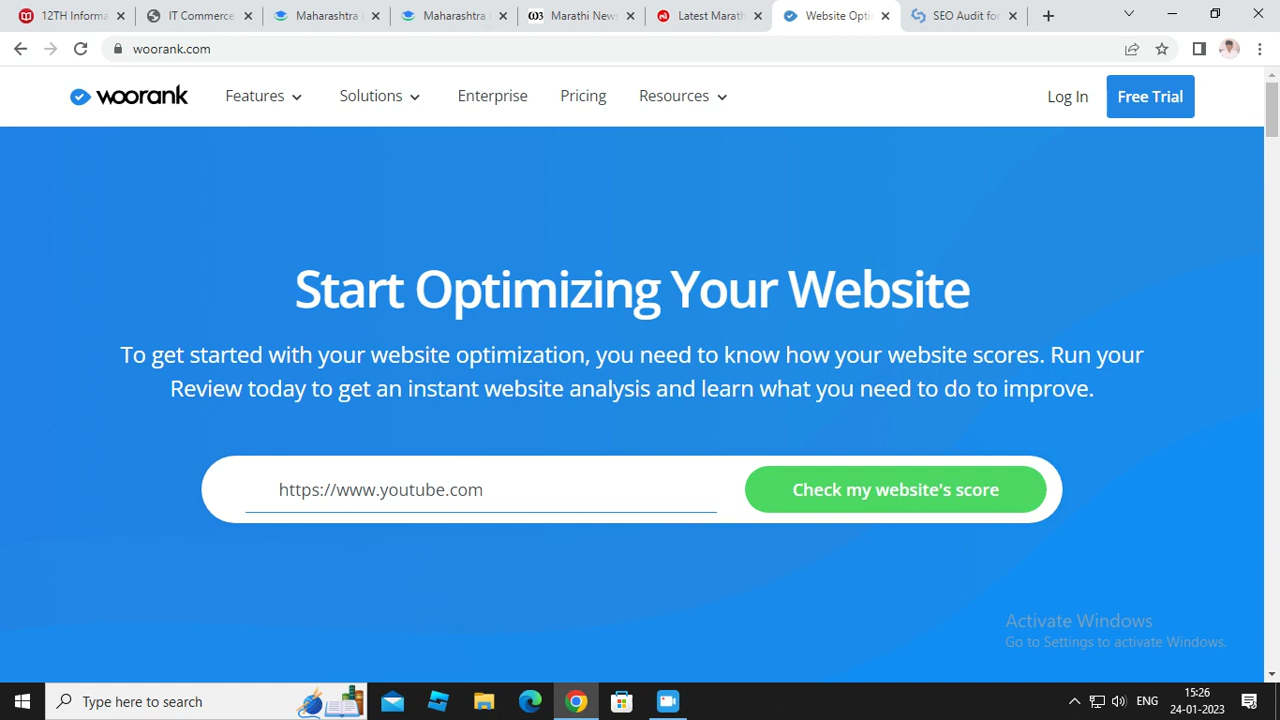 12TH Informa
IT Commerce
Maharashtra
Maharashtra
Marathi News
Latest Marath
Website Opti
SEO Audit for
woorank.com
woorank
Features
Solutions
Enterprise
Pricing
Resources
Log In
Free Trial
Start Optimizing Your Website
To get started with your website optimization, you need to know how your website scores. Run your
Review today to get an instant website analysis and learn what you need to do to improve.
https://www.youtube.com
Check my website's score
Activate Windows
Go to Settings to activate Windows.
Type here to search
ENG
15:26
24-01-2023